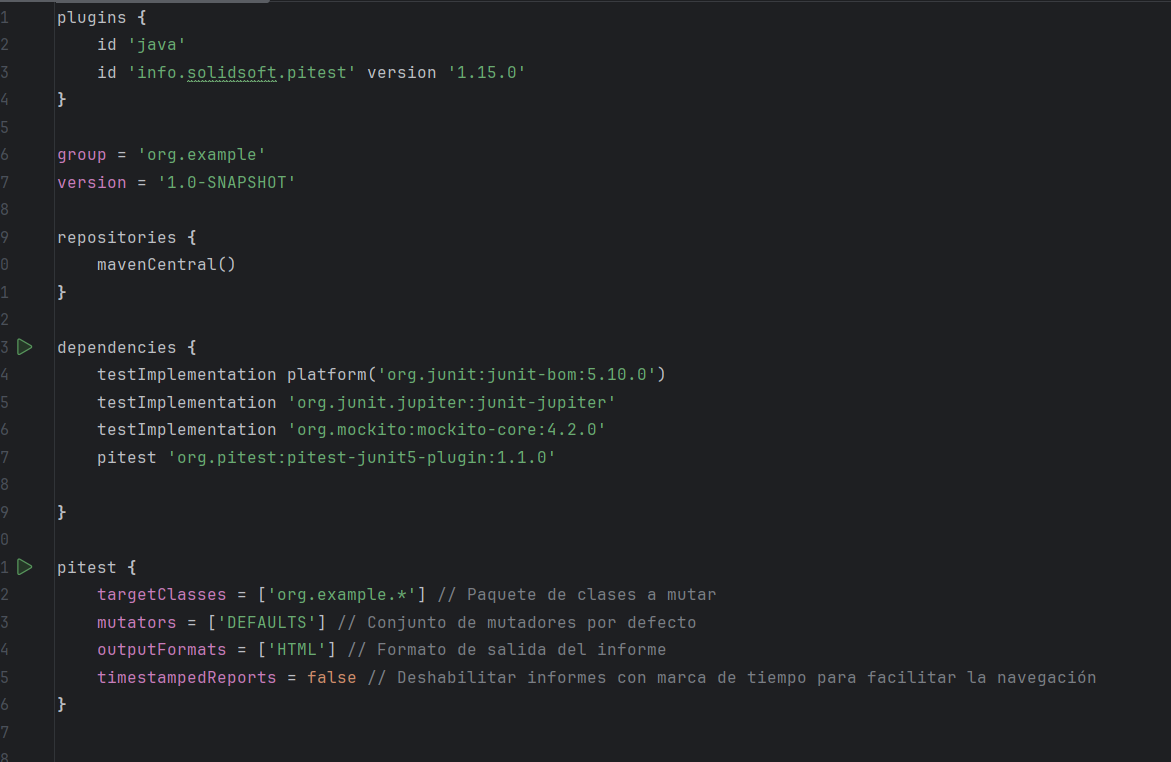 1 plugins {
2     id 'java'
3     id 'info.solidsoft.pitest' version '1.15.0'
4 }
5
6 group = 'org.example'
7 version = '1.0-SNAPSHOT'
8
9 repositories {
0     mavenCentral()
1 }
2
3 dependencies {
4     testImplementation platform('org.junit:junit-bom:5.10.0')
5     testImplementation 'org.junit.jupiter:junit-jupiter'
6     testImplementation 'org.mockito:mockito-core:4.2.0'
7     pitest 'org.pitest:pitest-junit5-plugin:1.1.0'
8
9 }
0
1 pitest {
2     targetClasses = ['org.example.*'] // Paquete de clases a mutar
3     mutators = ['DEFAULTS'] // Conjunto de mutadores por defecto
4     outputFormats = ['HTML'] // Formato de salida del informe
5     timestampedReports = false // Deshabilitar informes con marca de tiempo para facilitar la navegación
6 }
7
8